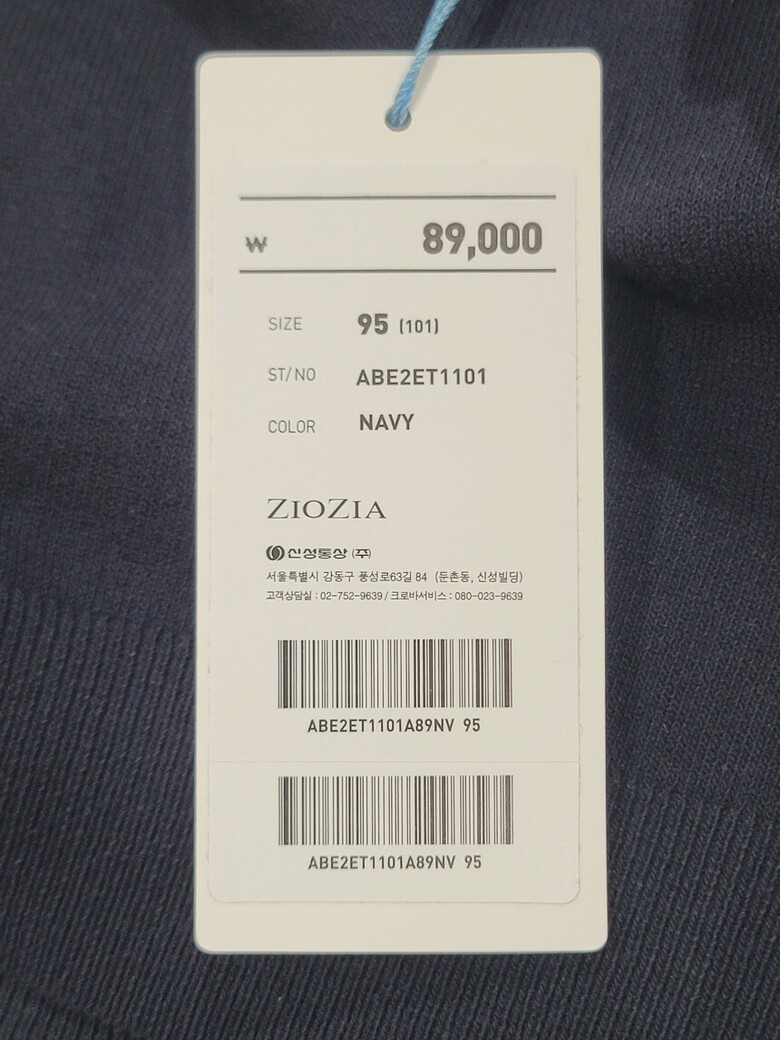 ₩ 89,000
SIZE 95 (101)
ST/NO ABE2ET1101
COLOR NAVY
ZIOZIA
신성통상 (주)
서울특별시 강동구 풍성로63길 84 (둔촌동, 신성빌딩)
고객상담실 : 02-752-9639 / 크로바서비스 : 080-023-9639
ABE2ET1101A89NV 95
ABE2ET1101A89NV 95